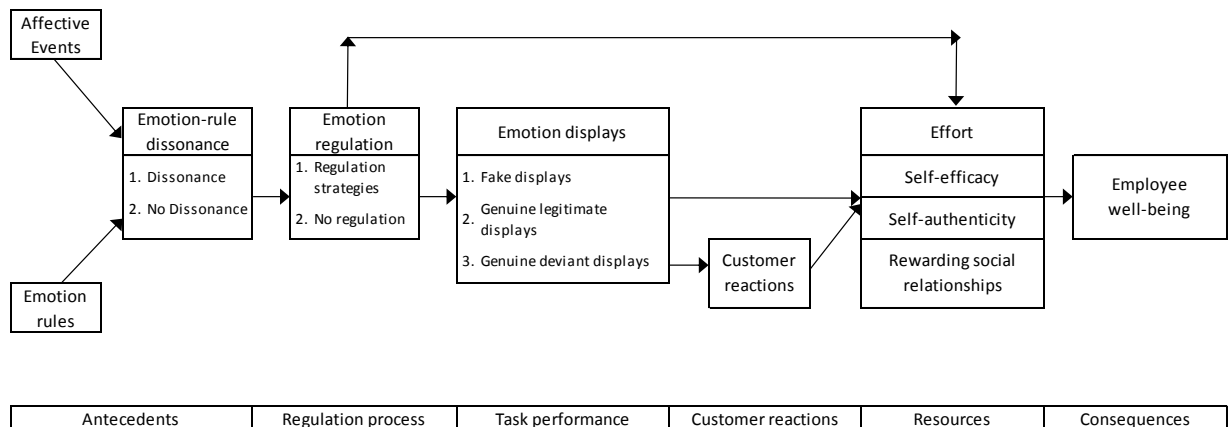 Affective
Events
Emotion-rule
dissonance
1. Dissonance
2. No Dissonance
Emotion
rules
Emotion
regulation
1. Regulation
strategies
2. No regulation
Emotion displays
1. Fake displays
2. Genuine legitimate
displays
3. Genuine deviant displays
Customer
reactions
Effort
Self-efficacy
Self-authenticity
Rewarding social
relationships
Employee
well-being
Antecedents
Regulation process
Task performance
Customer reactions
Resources
Consequences